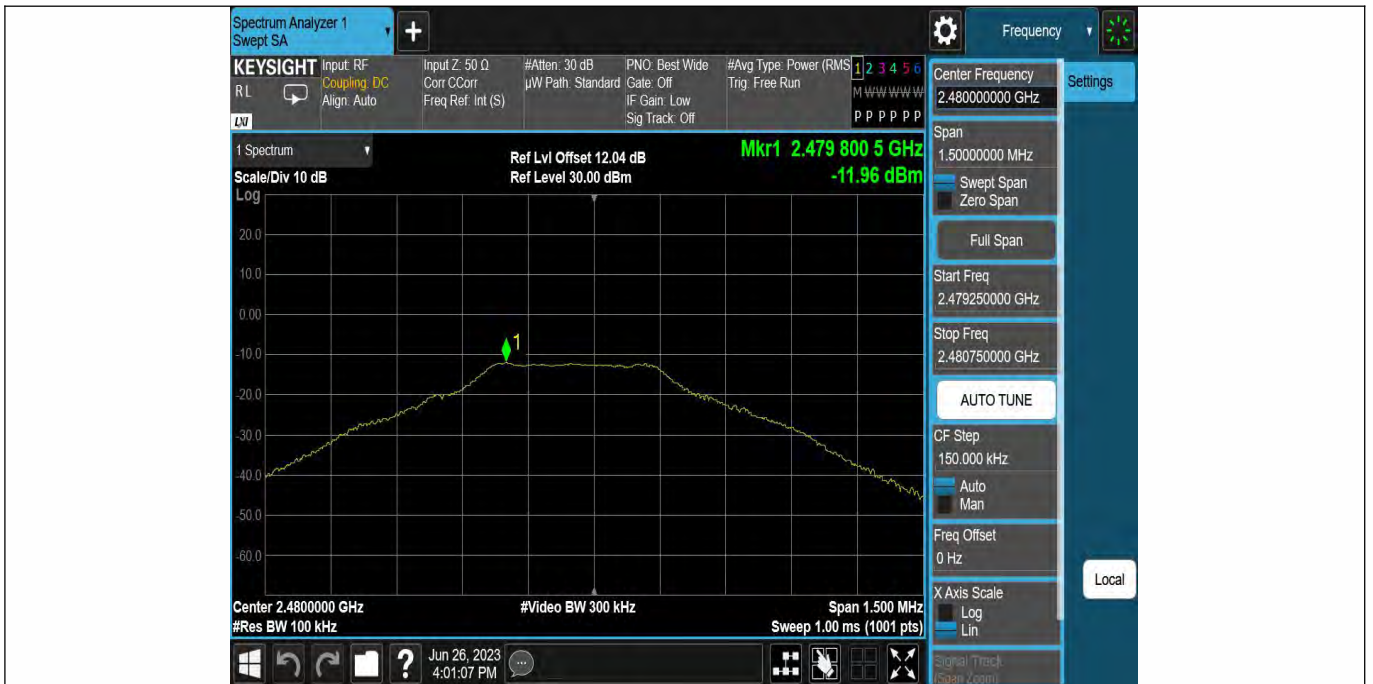 Spectrum Analyzer 1
Swept SA
+
Frequency
KEYSIGHT
R L
LXI
Input: RF
Coupling: DC
Align: Auto
Input Z: 50 Ω
Corr CCorr
Freq Ref: Int (S)
#Atten: 30 dB
µW Path: Standard
PNO: Best Wide
Gate: Off
IF Gain: Low
Sig Track: Off
#Avg Type: Power (RMS
Trig: Free Run
1 2 3 4 5 6
M W W W W W
P P P P P P
1 Spectrum
Scale/Div 10 dB
Ref Lvl Offset 12.04 dB
Ref Level 30.00 dBm
Mkr1 2.479 800 5 GHz
-11.96 dBm
Log
20.0
10.0
0.00
-10.0
-20.0
-30.0
-40.0
-50.0
-60.0
1
Center 2.4800000 GHz
#Res BW 100 kHz
#Video BW 300 kHz
Span 1.500 MHz
Sweep 1.00 ms (1001 pts)
Center Frequency
2.480000000 GHz
Span
1.50000000 MHz
Swept Span
Zero Span
Full Span
Start Freq
2.479250000 GHz
Stop Freq
2.480750000 GHz
AUTO TUNE
CF Step
150.000 kHz
Auto
Man
Freq Offset
0 Hz
X Axis Scale
Log
Lin
Signal Track
(Span Zoom)
Settings
Local
?
Jun 26, 2023
4:01:07 PM